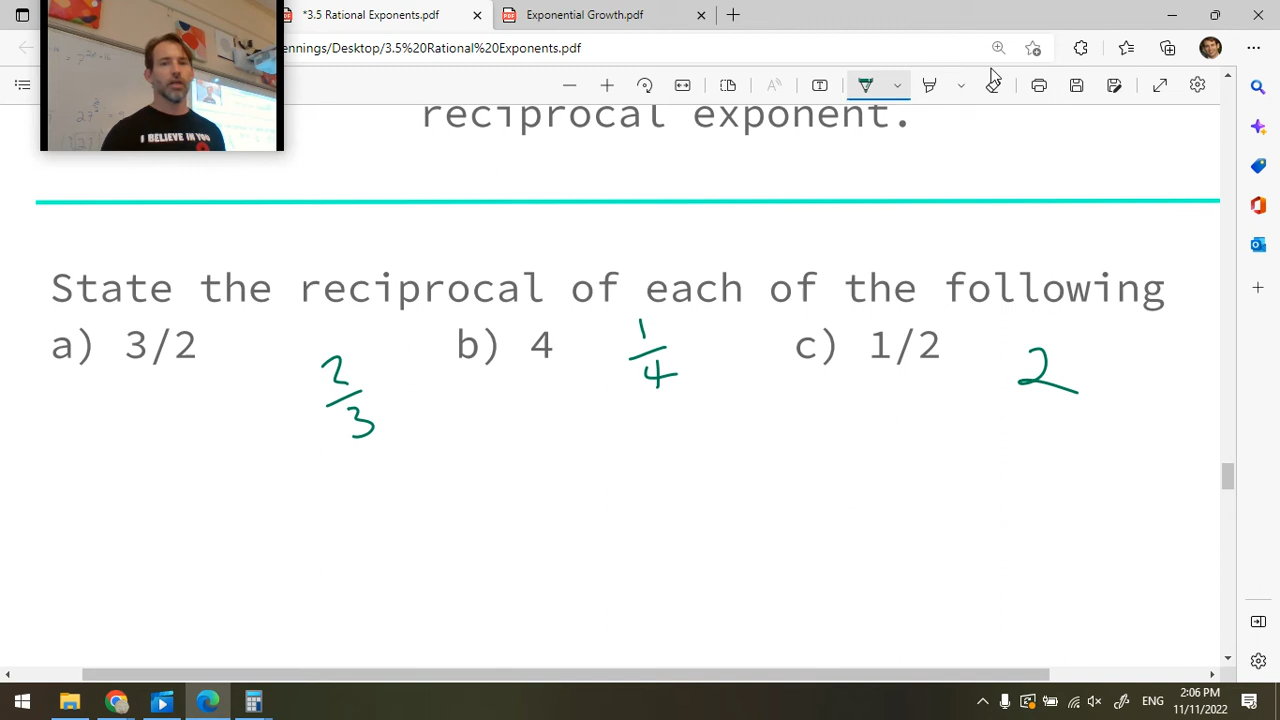 *3.5 Rational Exponents.pdf
Exponential Growth.pdf
ennings/Desktop/3.5%20Rational%20Exponents.pdf
I BELIEVE IN YOU
reciprocal exponent.
State the reciprocal of each of the following
a) 3/2 2/3 b) 4 1/4 c) 1/2 2
ENG
2:06 PM
11/11/2022